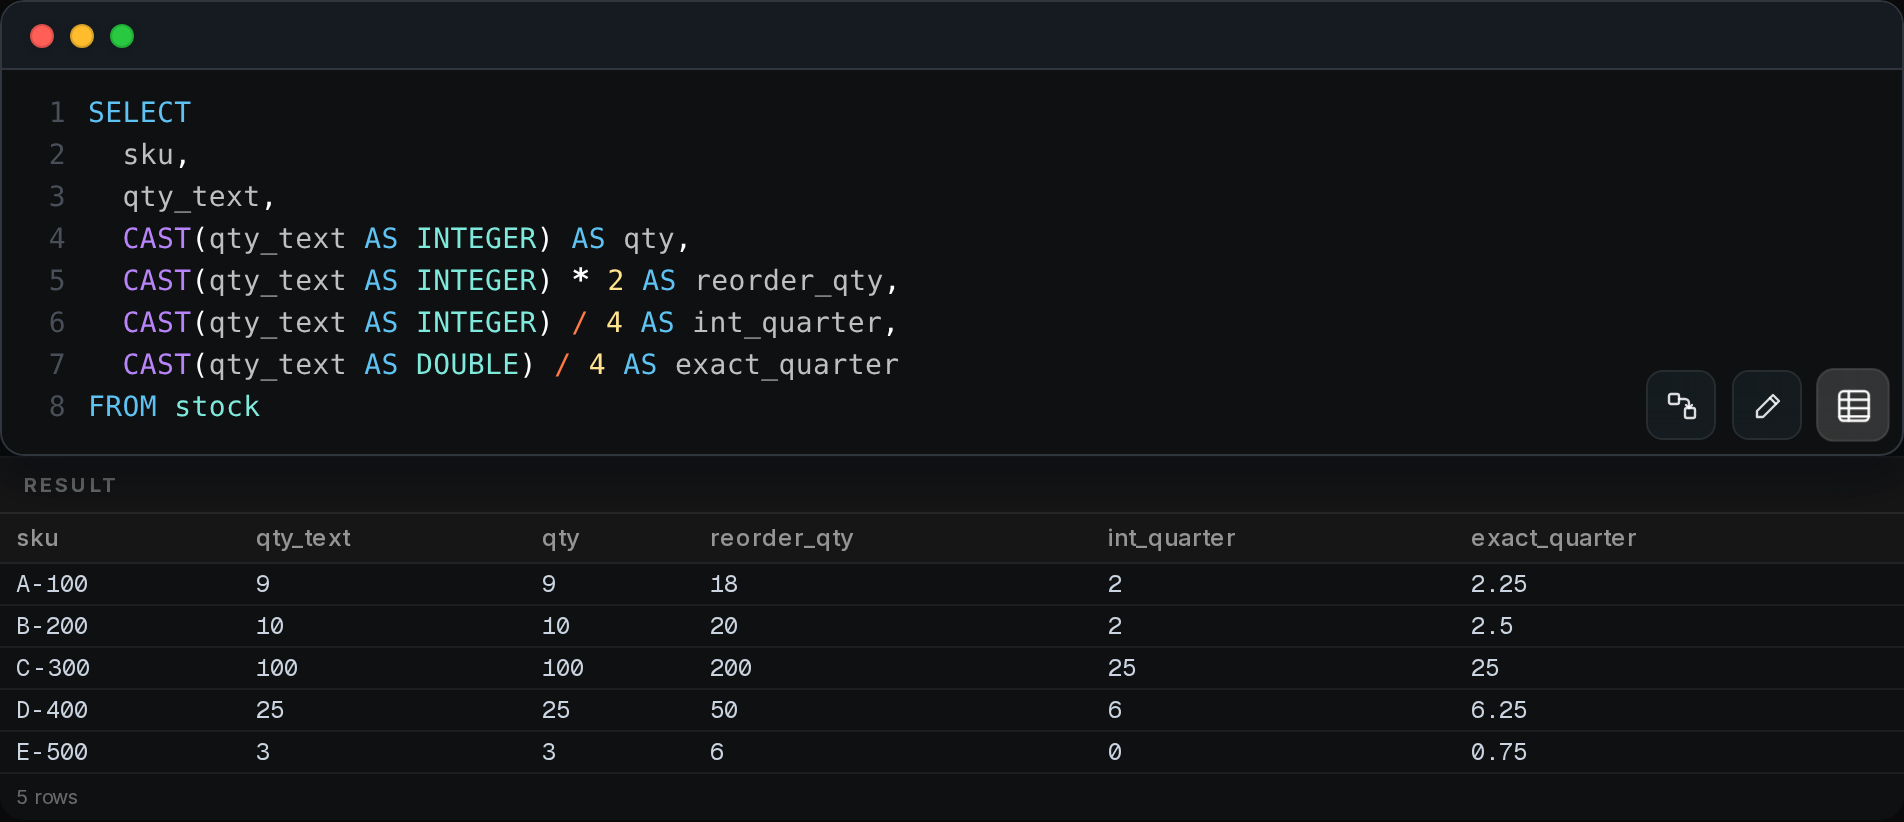 1 SELECT
2   sku,
3   qty_text,
4   CAST(qty_text AS INTEGER) AS qty,
5   CAST(qty_text AS INTEGER) * 2 AS reorder_qty,
6   CAST(qty_text AS INTEGER) / 4 AS int_quarter,
7   CAST(qty_text AS DOUBLE) / 4 AS exact_quarter
8 FROM stock
RESULT
sku qty_text qty reorder_qty int_quarter exact_quarter
A-100 9 9 18 2 2.25
B-200 10 10 20 2 2.5
C-300 100 100 200 25 25
D-400 25 25 50 6 6.25
E-500 3 3 6 0 0.75
5 rows